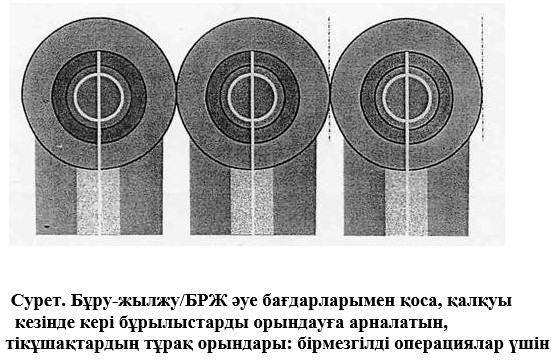 Сурет. Бұру-жылжу/БРЖ әуе бағдарларымен қоса, қалқуы
кезінде кері бұрылыстарды орындауға арналатын,
тікұшақтардың тұрақ орындары: бірмезгілді операциялар үшін